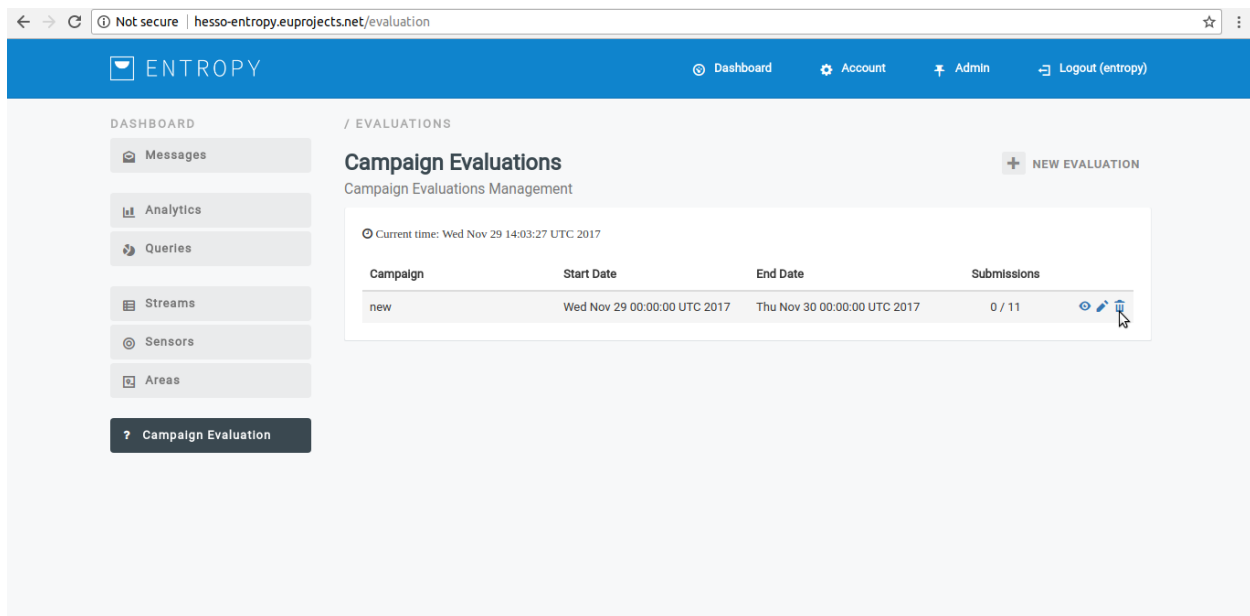 Not secure hesso-entropy.euprojects.net/evaluation
ENTROPY Dashboard Account Admin Logout (entropy)
DASHBOARD
Messages
Analytics
Queries
Streams
Sensors
Areas
? Campaign Evaluation
/ EVALUATIONS
Campaign Evaluations
Campaign Evaluations Management
+ NEW EVALUATION
Current time: Wed Nov 29 14:03:27 UTC 2017
Campaign Start Date End Date Submissions
new Wed Nov 29 00:00:00 UTC 2017 Thu Nov 30 00:00:00 UTC 2017 0 / 11